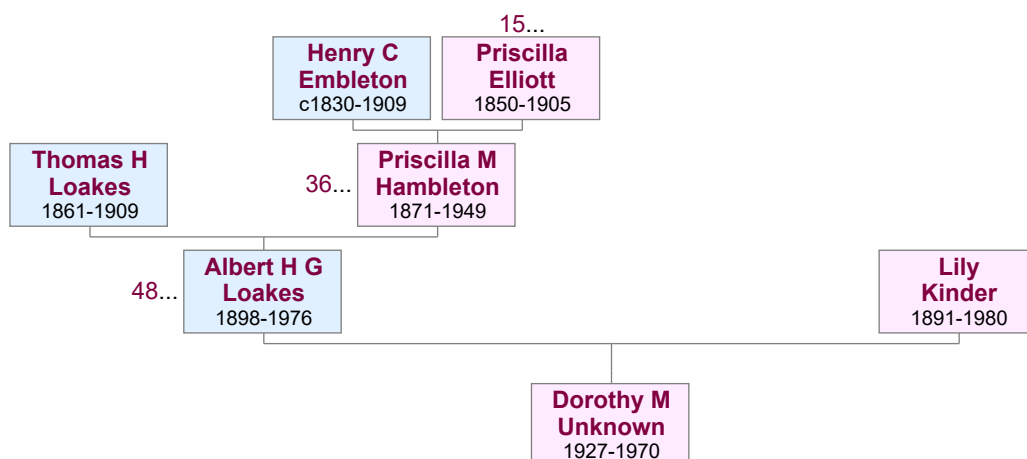 15...
Henry C
Embleton
c1830-1909
Priscilla
Elliott
1850-1905
Thomas H
Loakes
1861-1909
36...
Priscilla M
Hambleton
1871-1949
48...
Albert H G
Loakes
1898-1976
Lily
Kinder
1891-1980
Dorothy M
Unknown
1927-1970